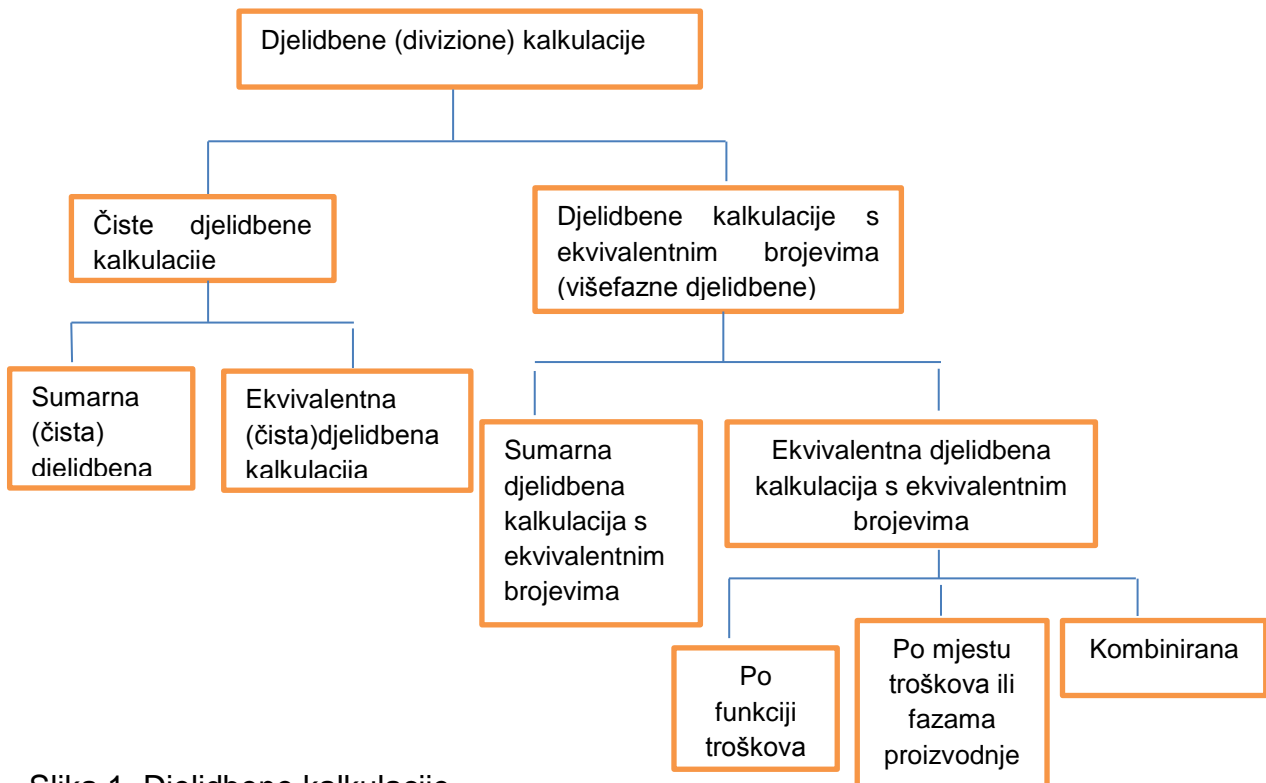 Djelidbene (divizione) kalkulacije
Čiste djelidbene
kalkulacije
Djelidbene kalkulacije s
ekvivalentnim brojevima
(višefazne djelidbene)
Sumarna
(čista)
djelidbena
Ekvivalentna
(čista)djelidbena
kalkulacija
Sumarna
djelidbena
kalkulacija s
ekvivalentnim
brojevima
Ekvivalentna djelidbena
kalkulacija s ekvivalentnim
brojevima
Po
funkciji
troškova
Po mjestu
troškova ili
fazama
proizvodnje
Kombinirana
Slika 1. Djelidbene kalkulacije